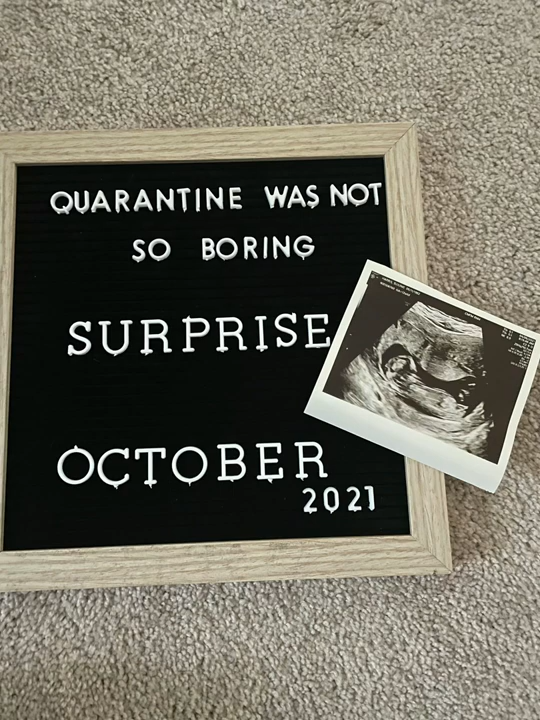 QUARANTINE WAS NOT
SO BORING
SURPRISE
OCTOBER
2021